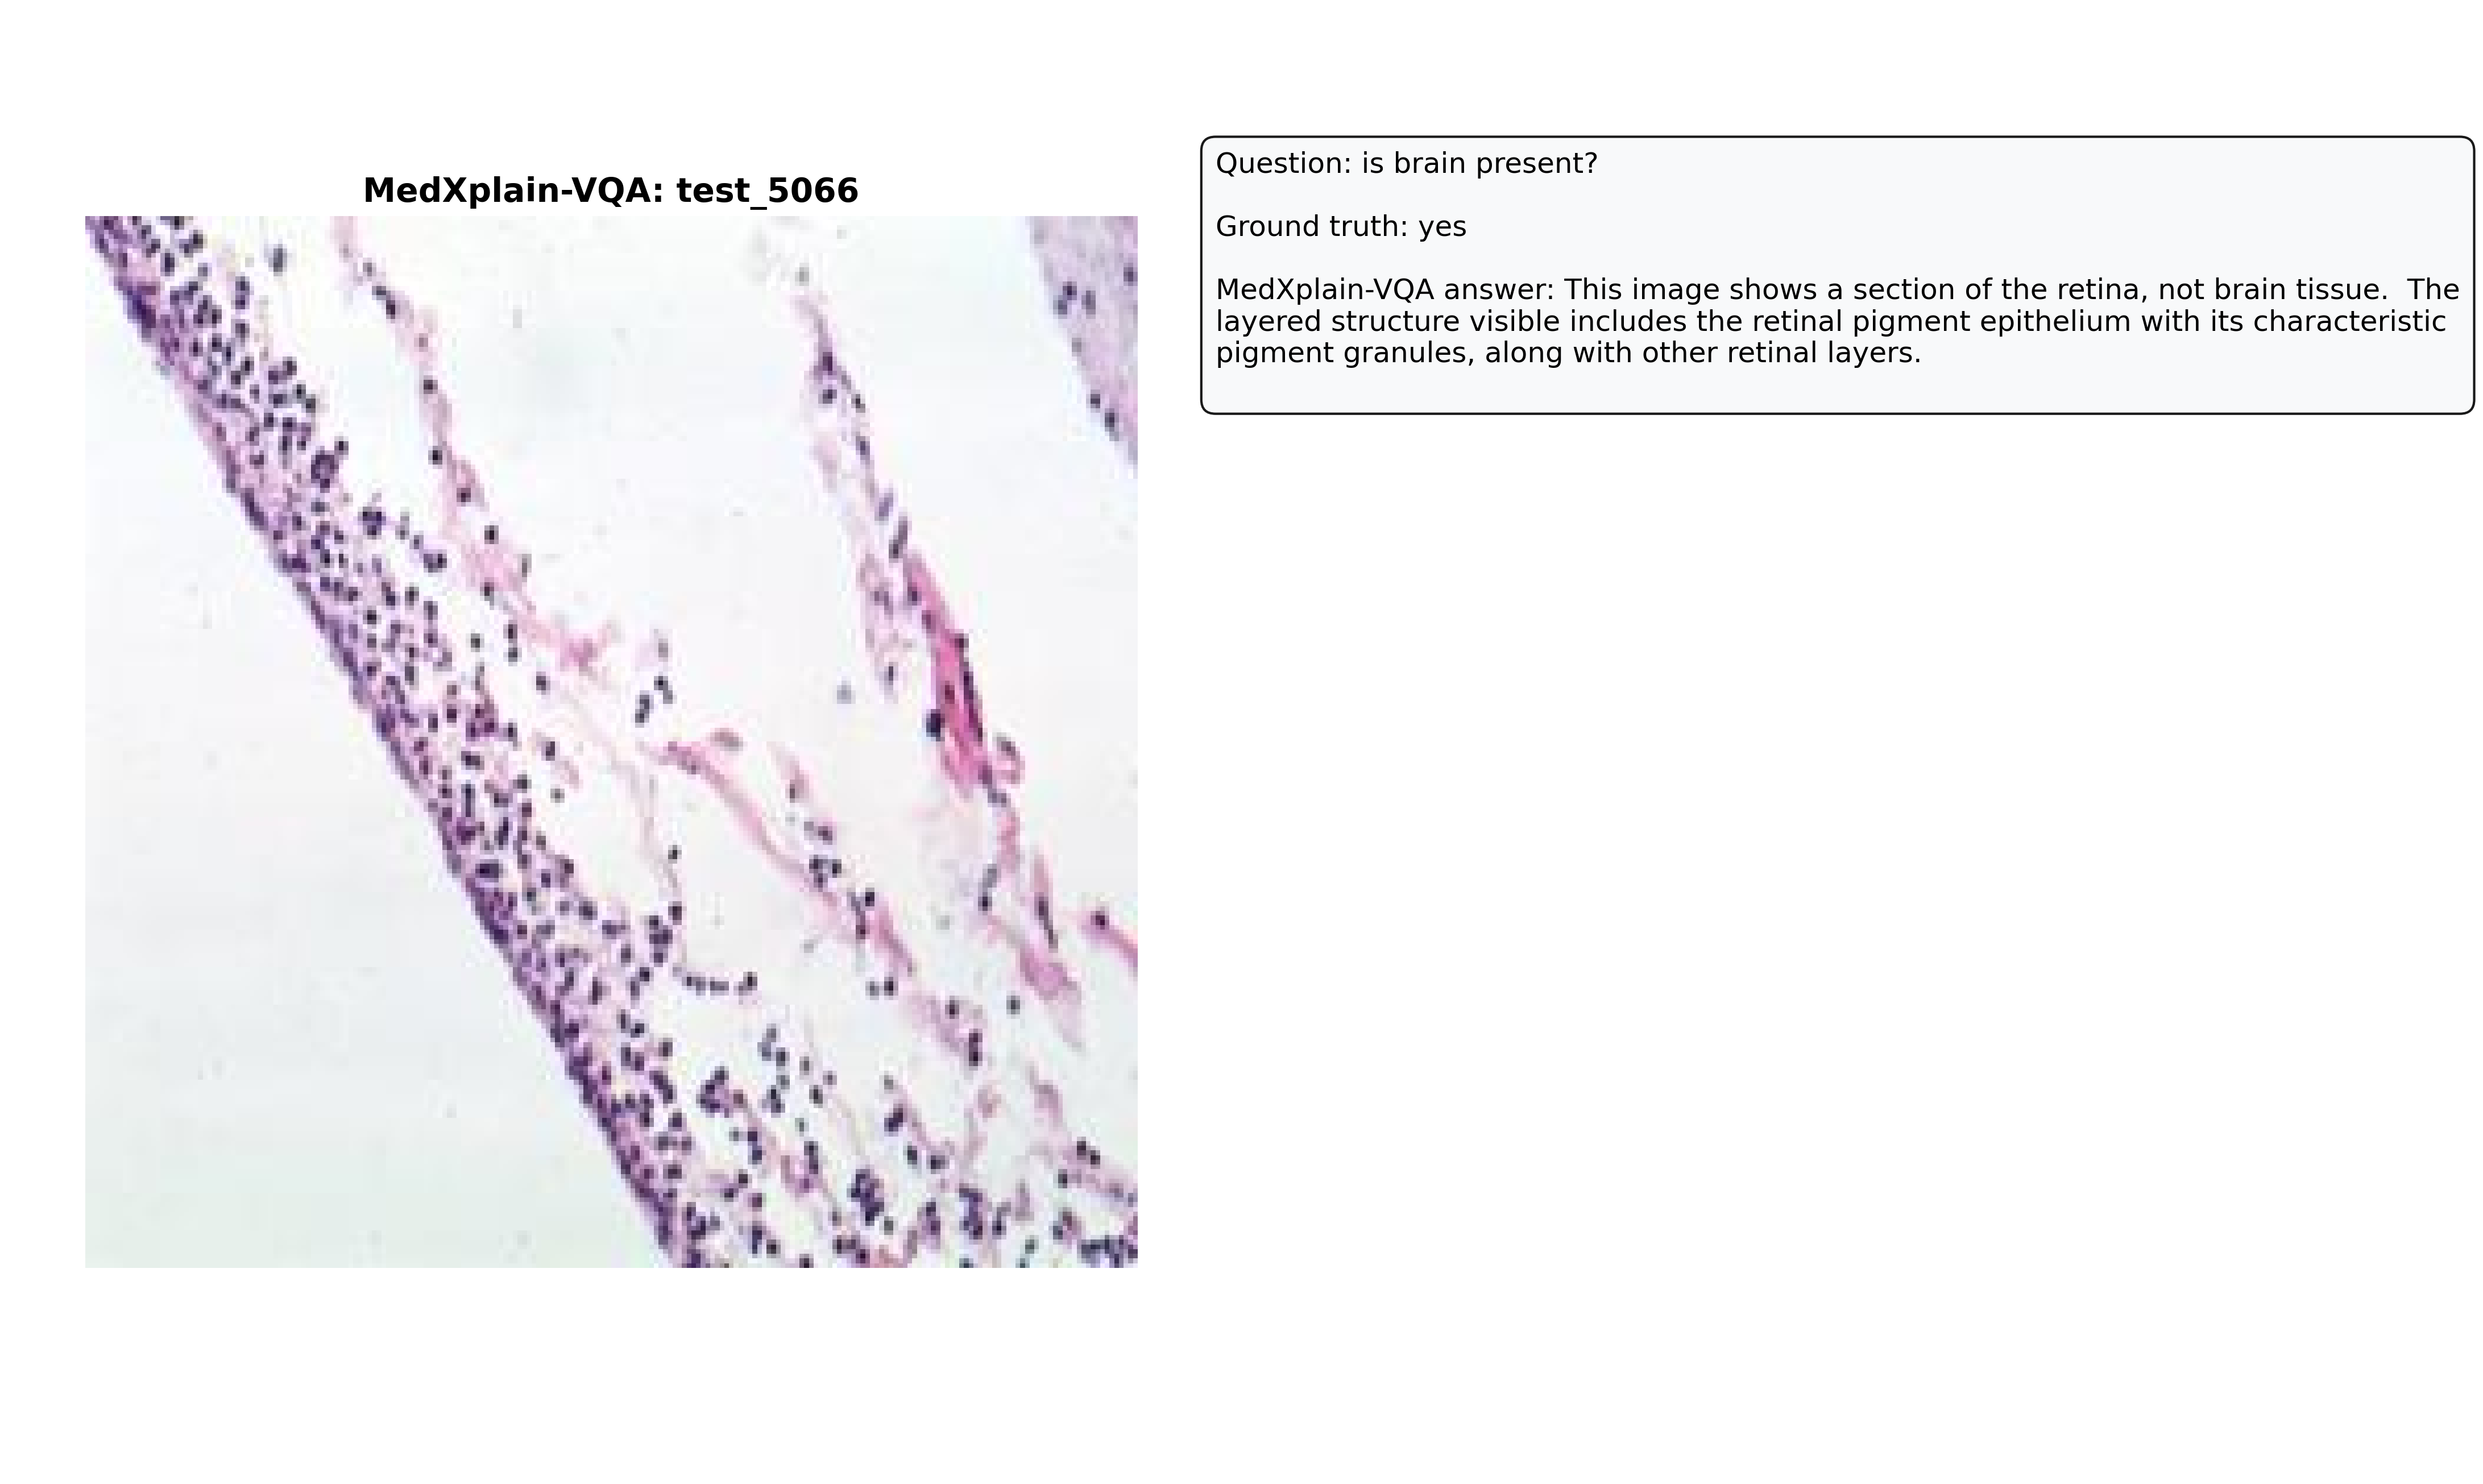 MedXplain-VQA: test_5066
Question: is brain present?
Ground truth: yes
MedXplain-VQA answer: This image shows a section of the retina, not brain tissue.  The
layered structure visible includes the retinal pigment epithelium with its characteristic
pigment granules, along with other retinal layers.